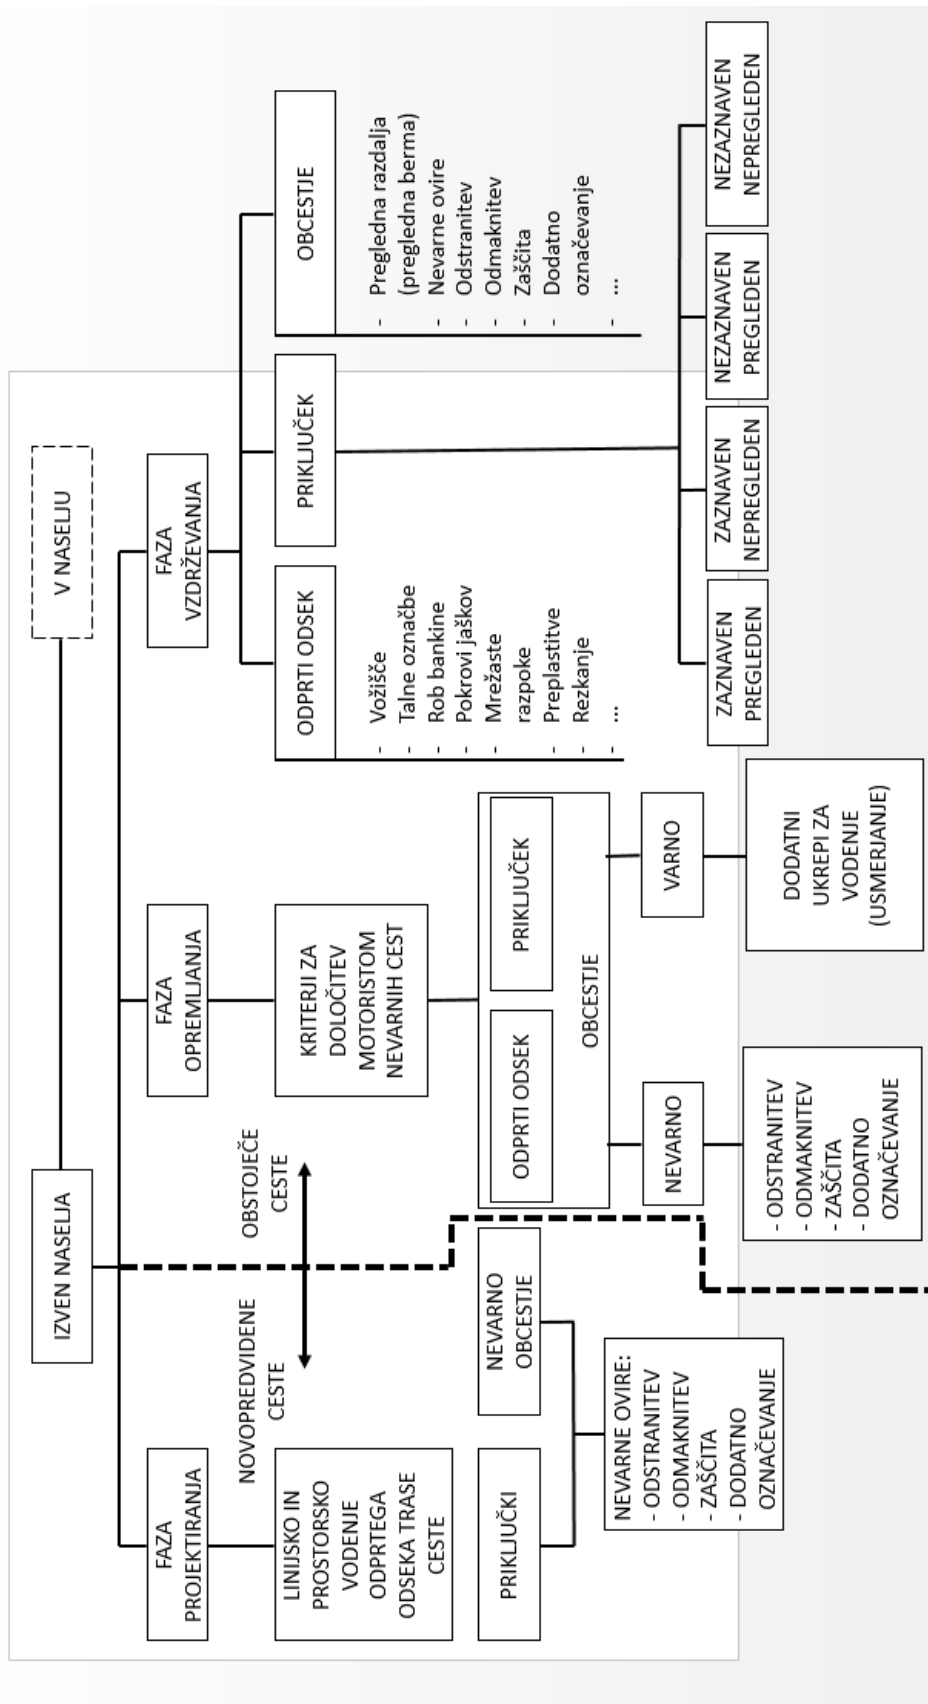 IZVEN NASELJA
V NASELJU
FAZA
PROJEKTIRANJA
FAZA
OPREMLJANJA
FAZA
VZDRŽEVANJA
NOVOPREDVIDENE
CESTE
OBSTOJEČE
CESTE
LINIJSKO IN
PROSTORSKO
VODENJE
ODPRTEGA
ODSEKA TRASE
CESTE
PRIKLJUČKI
NEVARNO
OBCESTJE
NEVARNE OVIRE:
- ODSTRANITEV
- ODMAKNITEV
- ZAŠČITA
- DODATNO
OZNAČEVANJE
KRITERJI ZA
DOLOČITEV
MOTORISTOM
NEVARNIH CEST
ODPRTI ODSEK
PRIKLJUČEK
OBCESTJE
NEVARNO
VARNO
- ODSTRANITEV
- ODMAKNITEV
- ZAŠČITA
- DODATNO
OZNAČEVANJE
DODATNI
UKREPI ZA
VODENJE
(USMERJANJE)
ODPRTI ODSEK
- Vožišče
- Talne označbe
- Rob bankine
- Pokrovi jaškov
- Mrežaste
razpoke
- Preplastitve
- Rezkanje
- ...
PRIKLJUČEK
OBCESTJE
- Pregledna razdalja
(pregledna berma)
- Nevarne ovire
- Odstranitev
- Odmaknitev
- Zaščita
- Dodatno
označevanje
- ...
ZAZNAVEN
PREGLEDEN
ZAZNAVEN
NEPREGLEDEN
NEZAZNAVEN
PREGLEDEN
NEZAZNAVEN
NEPREGLEDEN